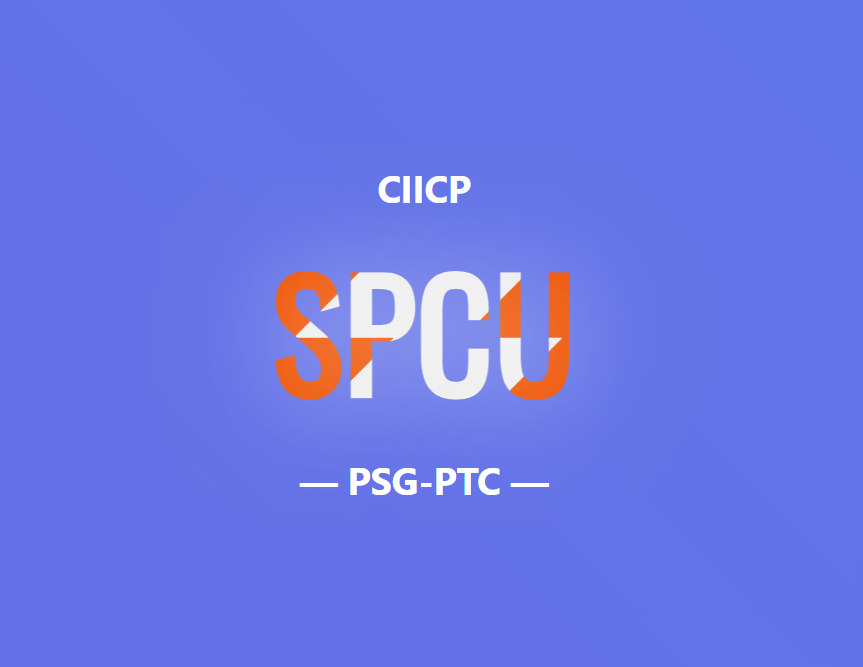 CIICP
SPCU
— PSG-PTC —